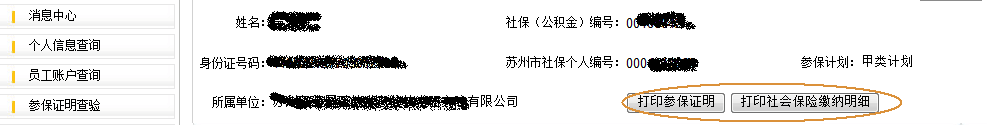 消息中心
个人信息查询
员工账户查询
参保证明查验
姓名: 社保（公积金）编号: 00
身份证号码: 苏州市社保个人编号: 000 参保计划: 甲类计划
所属单位: 有限公司 打印参保证明 打印社会保险缴纳明细